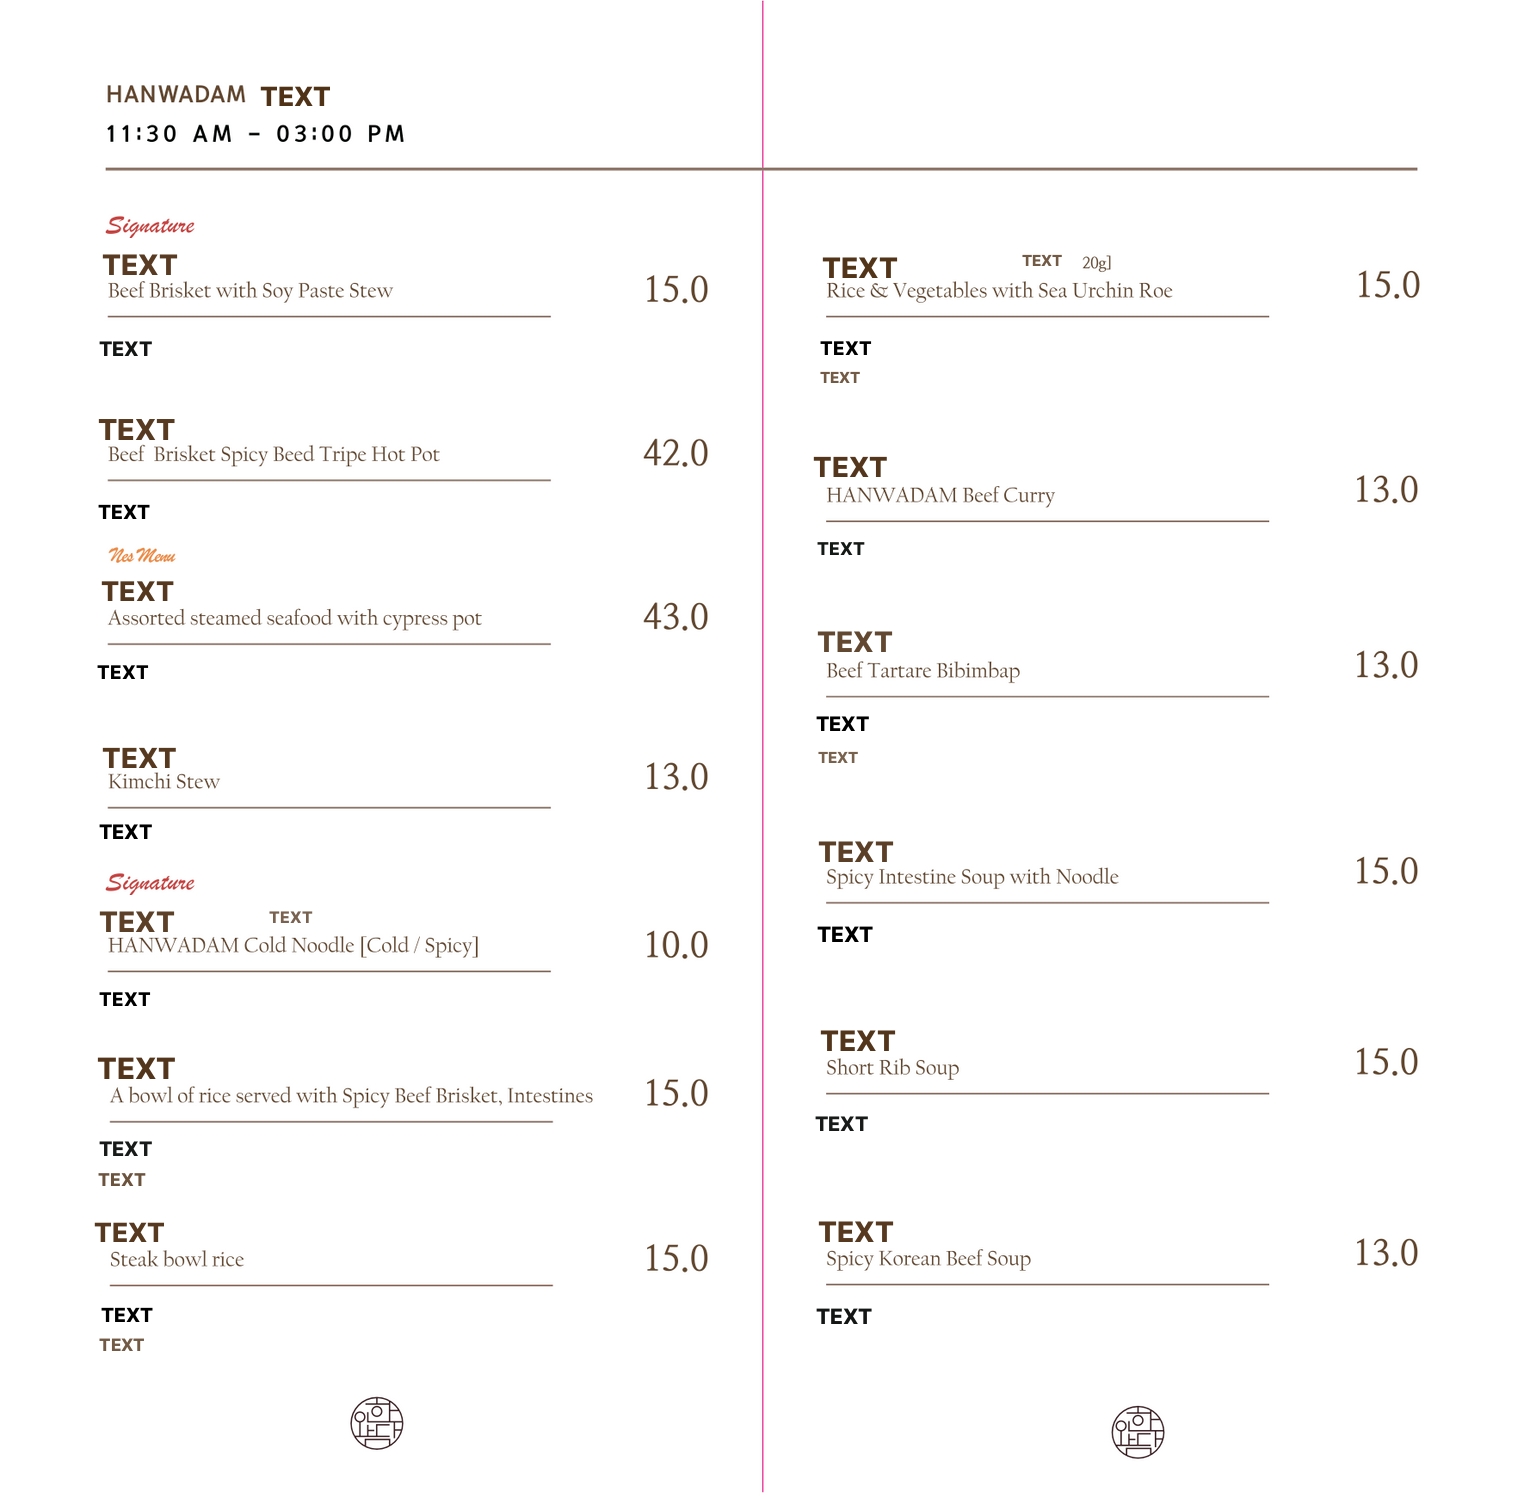 HANWADAM TEXT
11:30 AM – 03:00 PM
Signature
TEXT
Beef Brisket with Soy Paste Stew
15.0
TEXT
TEXT
Beef Brisket Spicy Beed Tripe Hot Pot
42.0
TEXT
Nes Menu
TEXT
Assorted steamed seafood with cypress pot
43.0
TEXT
TEXT
Kimchi Stew
13.0
TEXT
Signature
TEXT TEXT
HANWADAM Cold Noodle [Cold / Spicy]
10.0
TEXT
TEXT
A bowl of rice served with Spicy Beef Brisket, Intestines
15.0
TEXT
TEXT
TEXT
Steak bowl rice
15.0
TEXT
TEXT
TEXT TEXT 20g]
Rice & Vegetables with Sea Urchin Roe
15.0
TEXT
TEXT
TEXT
HANWADAM Beef Curry
13.0
TEXT
TEXT
Beef Tartare Bibimbap
13.0
TEXT
TEXT
TEXT
Spicy Intestine Soup with Noodle
15.0
TEXT
TEXT
Short Rib Soup
15.0
TEXT
TEXT
Spicy Korean Beef Soup
13.0
TEXT